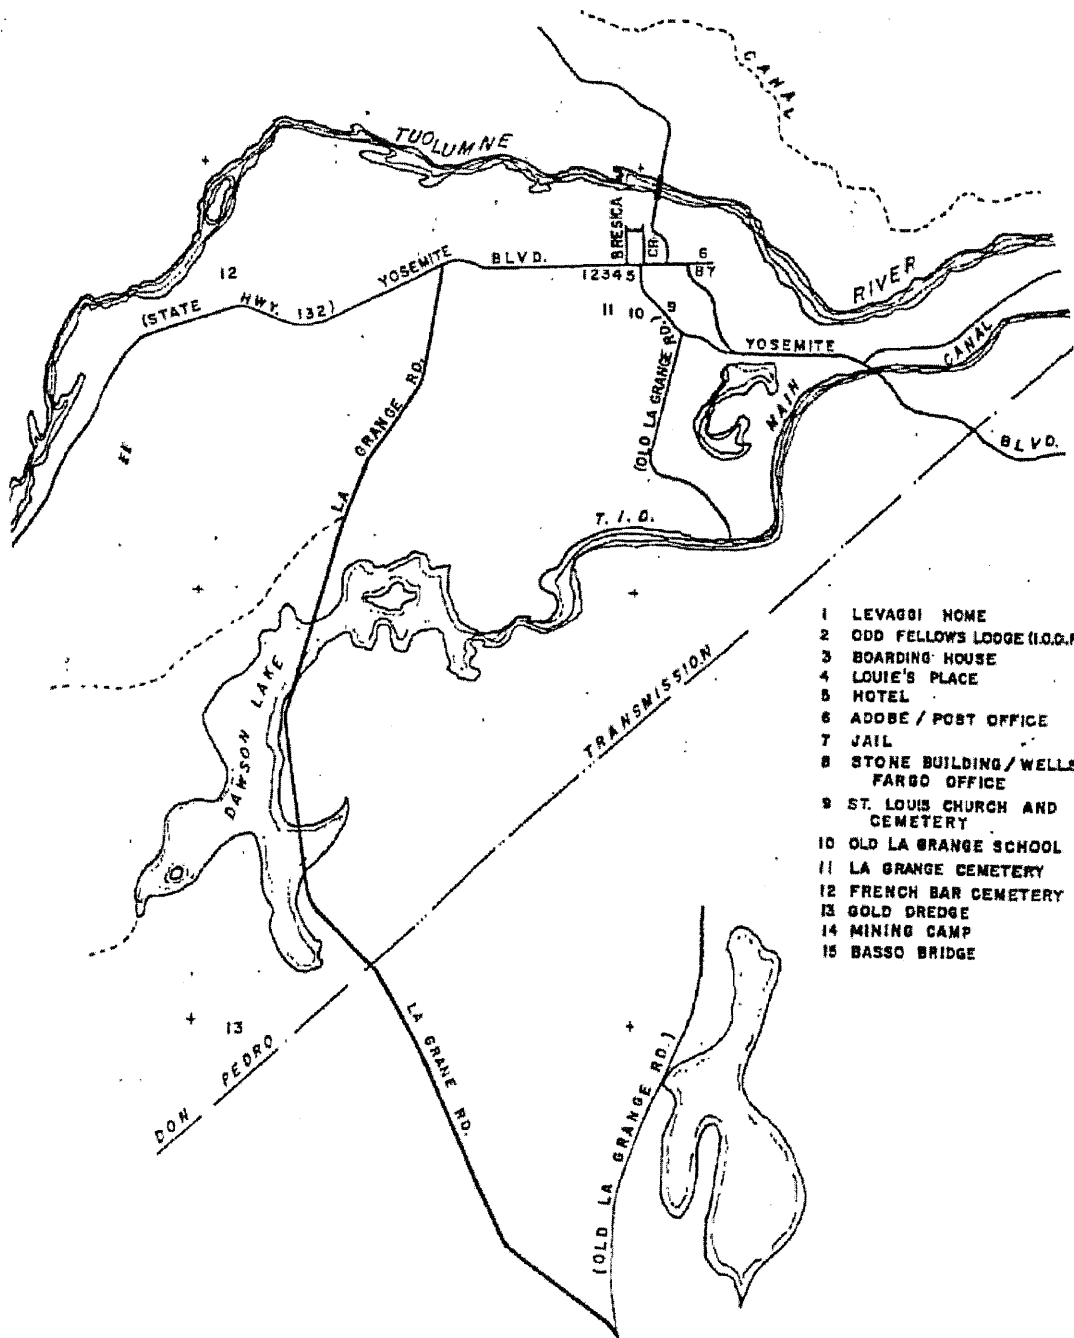 CANAL
TUOLUMNE
RIVER
BRESICA
CR.
6
12
YOSEMITE
BLVD.
12345
87
(STATE HWY. 132)
11 10 9
YOSEMITE
CANAL
MAIN
BLVD.
LA GRANGE RD.
(OLD LA GRANGE RD.
T. I. D.
DAWSON LAKE
TRANSMISSION
1 LEVAGGI HOME
2 ODD FELLOWS LODGE (I.O.O.F
3 BOARDING HOUSE
4 LOUIE'S PLACE
5 HOTEL
6 ADOBE / POST OFFICE
7 JAIL
8 STONE BUILDING / WELLS
FARGO OFFICE
9 ST. LOUIS CHURCH AND
CEMETERY
10 OLD LA GRANGE SCHOOL
11 LA GRANGE CEMETERY
12 FRENCH BAR CEMETERY
13 GOLD DREDGE
14 MINING CAMP
15 BASSO BRIDGE
13
DON PEDRO
LA GRANE RD.
(OLD LA GRANGE RD.)